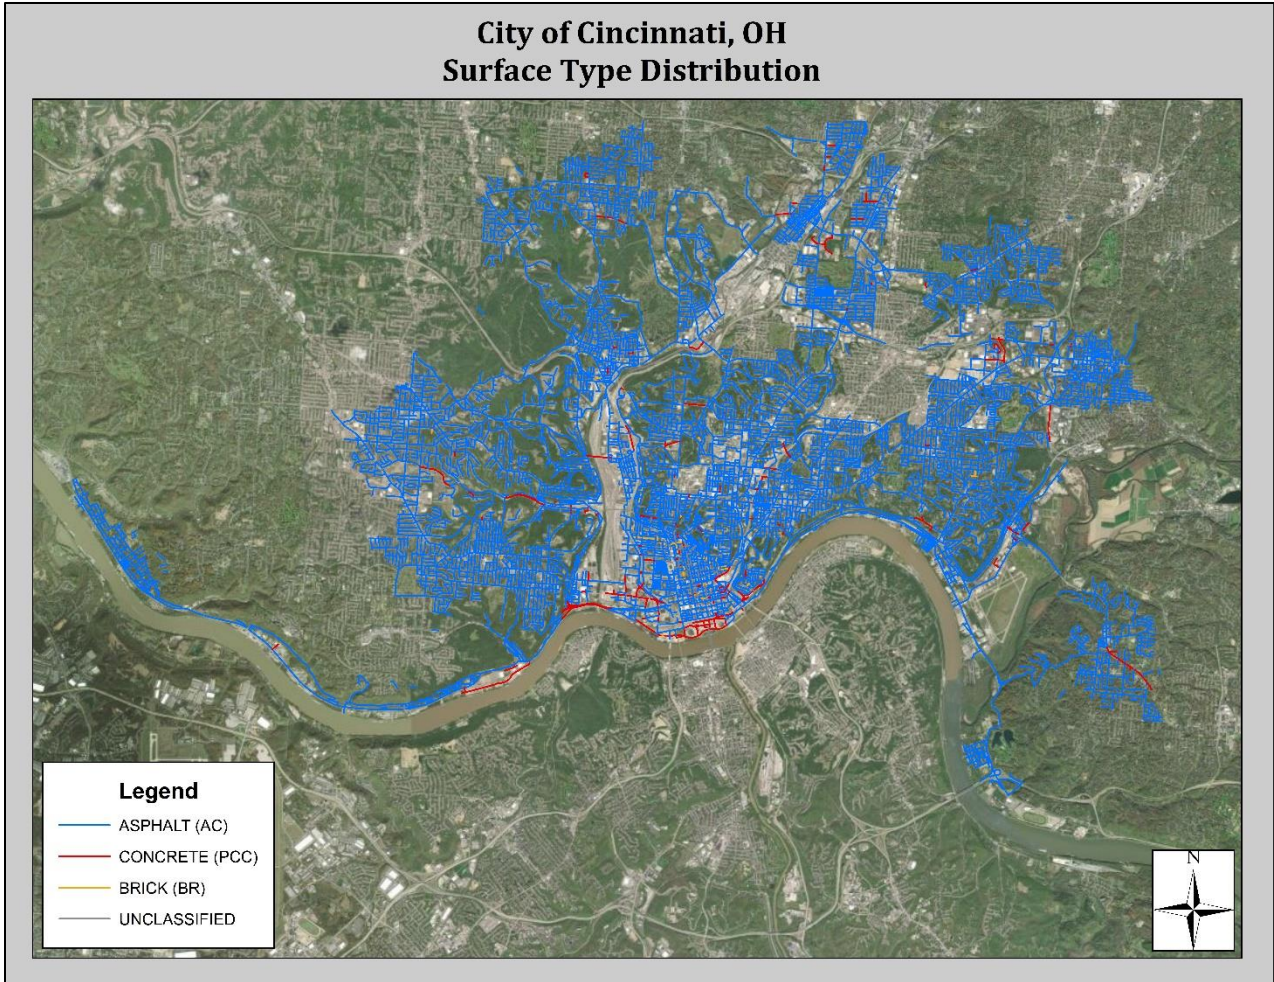 City of Cincinnati, OH
Surface Type Distribution
Legend
ASPHALT (AC)
CONCRETE (PCC)
BRICK (BR)
UNCLASSIFIED
N